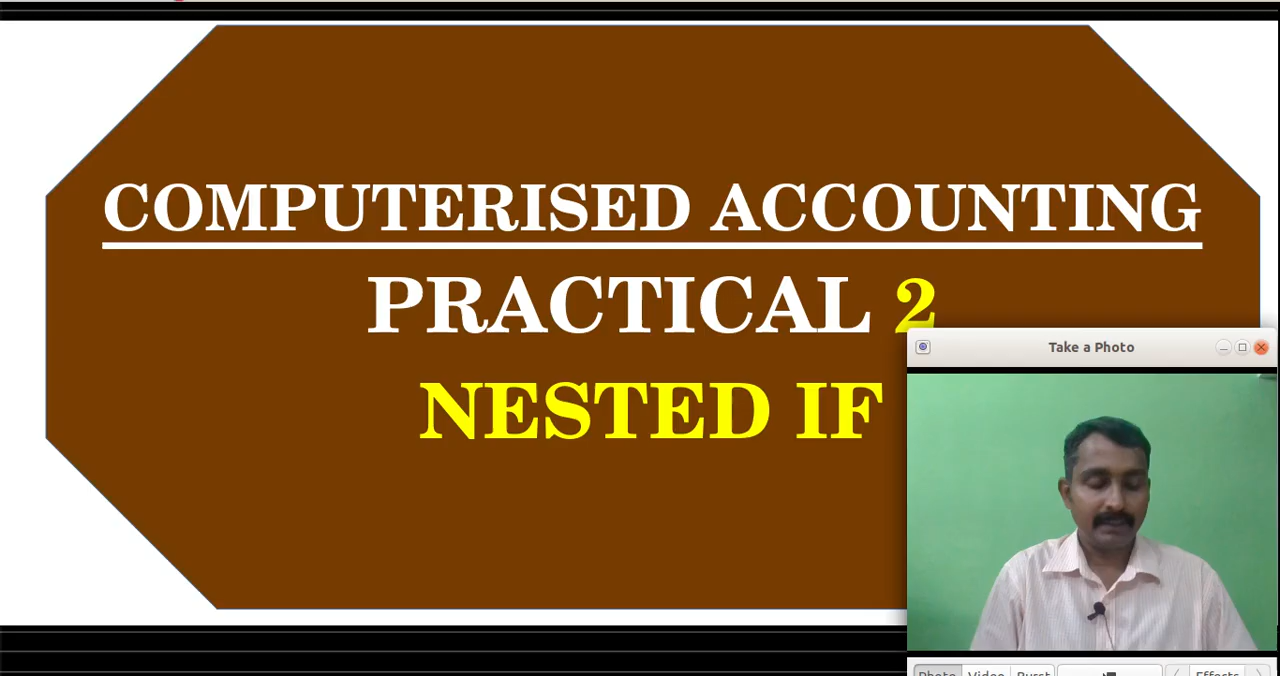 COMPUTERISED ACCOUNTING
PRACTICAL 2
NESTED IF
Take a Photo
Photo Video Burst Effects